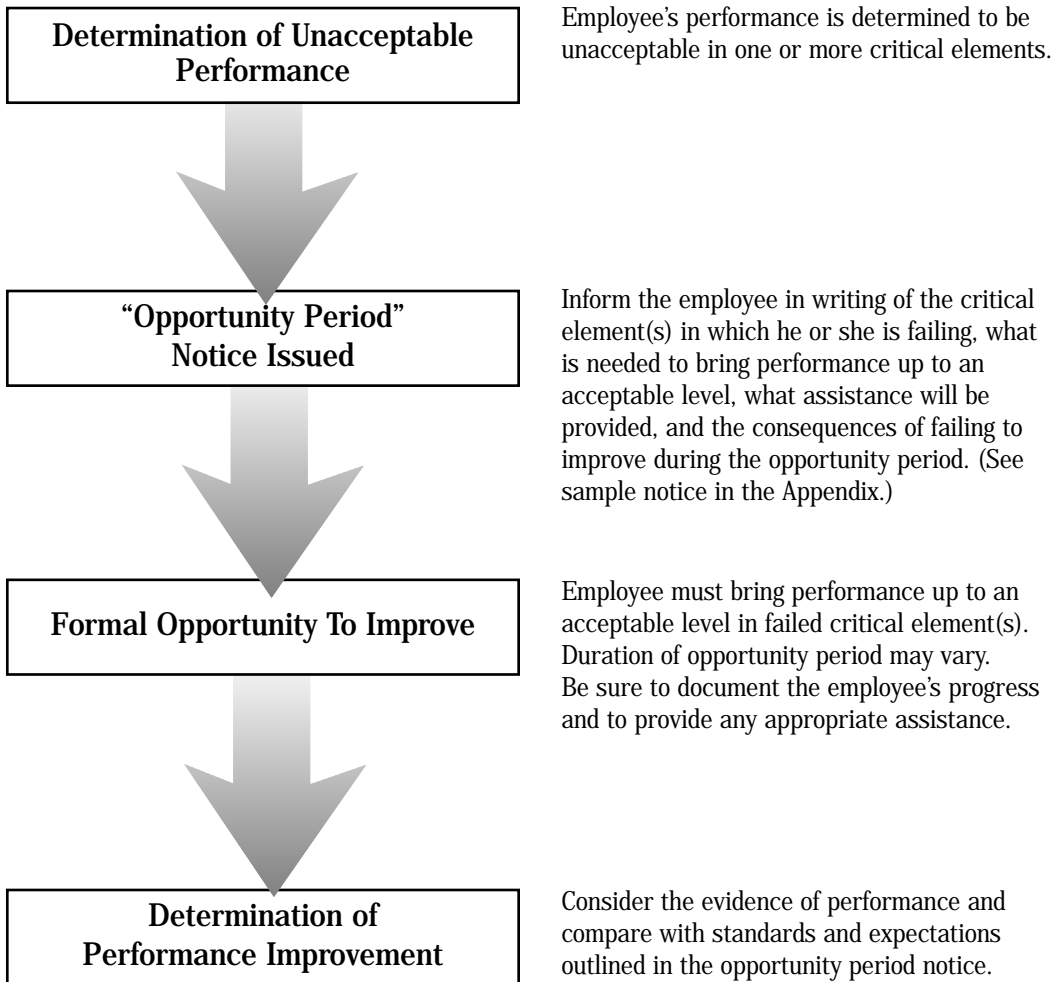 Determination of Unacceptable
Performance
Employee’s performance is determined to be
unacceptable in one or more critical elements.
“Opportunity Period”
Notice Issued
Inform the employee in writing of the critical
element(s) in which he or she is failing, what
is needed to bring performance up to an
acceptable level, what assistance will be
provided, and the consequences of failing to
improve during the opportunity period. (See
sample notice in the Appendix.)
Formal Opportunity To Improve
Employee must bring performance up to an
acceptable level in failed critical element(s).
Duration of opportunity period may vary.
Be sure to document the employee’s progress
and to provide any appropriate assistance.
Determination of
Performance Improvement
Consider the evidence of performance and
compare with standards and expectations
outlined in the opportunity period notice.